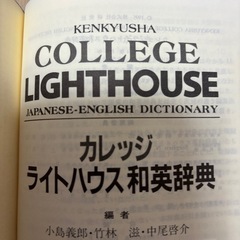 KENKYUSHA
COLLEGE
LIGHTHOUSE
JAPANESE-ENGLISH DICTIONARY
カレッジ
ライトハウス和英辞典
編者
小島義郎・竹林 滋・中尾啓介